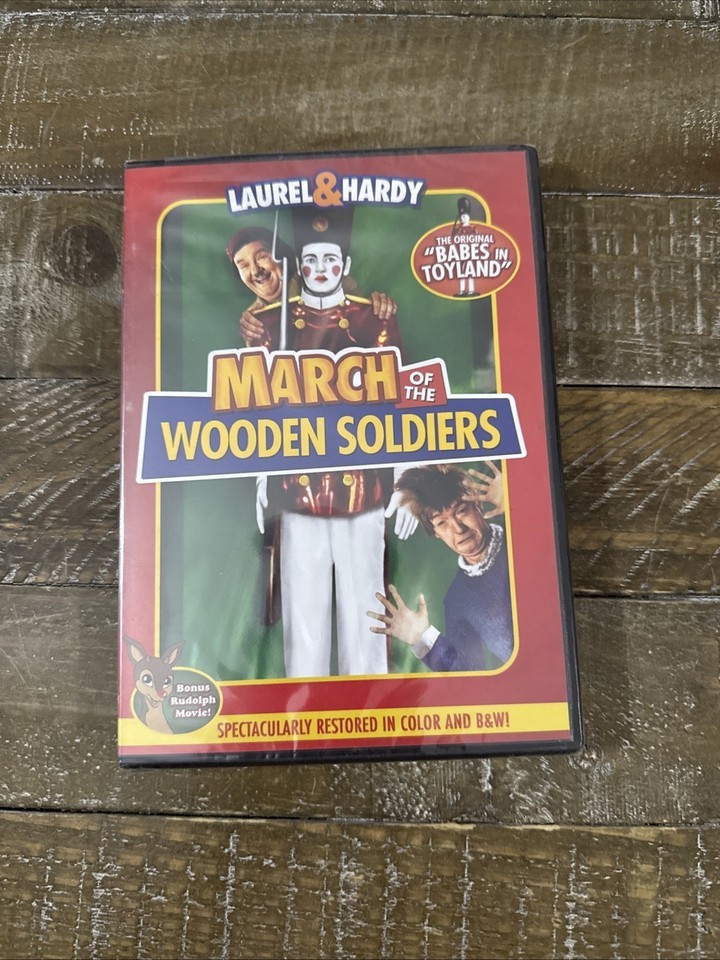 LAUREL & HARDY
THE ORIGINAL
"BABES IN
TOYLAND"
MARCH OF
THE
WOODEN SOLDIERS
Bonus
Rudolph
Movie!
SPECTACULARLY RESTORED IN COLOR AND B&W!